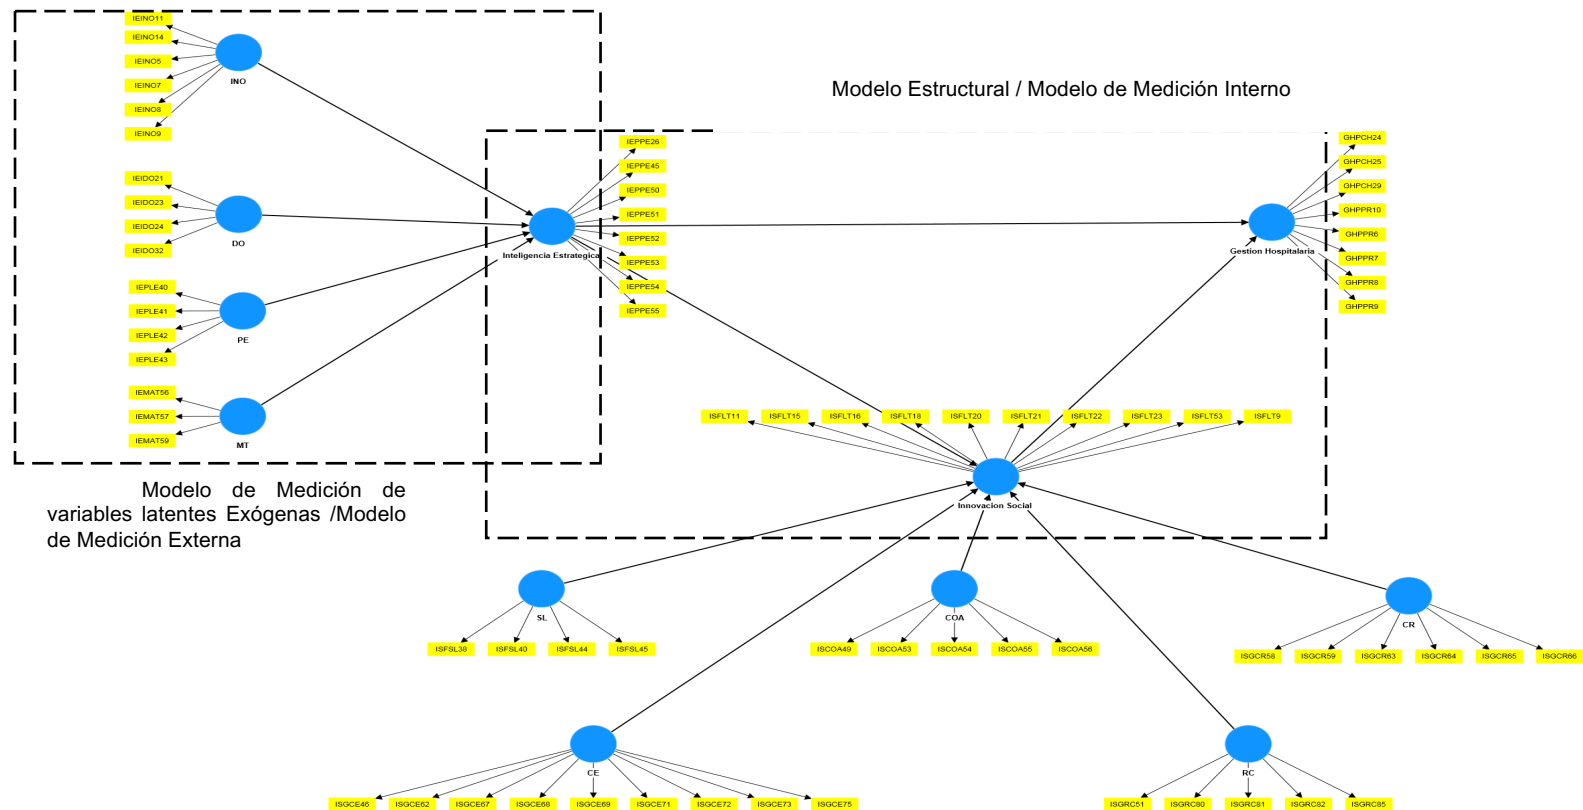 IEINO11
IEINO14
IEINO5
IEINO7
IEINO8
IEINO9
INO
Modelo Estructural / Modelo de Medición Interno
IEIDO21
IEIDO23
IEIDO24
IEIDO32
DO
IEPLE40
IEPLE41
IEPLE42
IEPLE43
PE
IEMAT56
IEMAT57
IEMAT59
MT
IEPPE26
IEPPE45
IEPPE50
IEPPE51
IEPPE52
IEPPE53
IEPPE54
IEPPE55
Inteligencia Estrategica
GHPCH24
GHPCH25
GHPCH29
GHPPR10
GHPPR6
GHPPR7
GHPPR8
GHPPR9
Gestion Hospitalaria
ISFLT11 ISFLT15 ISFLT16 ISFLT18 ISFLT20 ISFLT21 ISFLT22 ISFLT23 ISFLT53 ISFLT9
Innovacion Social
Modelo de Medición de
variables latentes Exógenas /Modelo
de Medición Externa
SL
ISFSL38 ISFSL40 ISFSL44 ISFSL45
COA
ISCOA49 ISCOA53 ISCOA54 ISCOA55 ISCOA56
CR
ISGCR58 ISGCR59 ISGCR63 ISGCR64 ISGCR65 ISGCR66
CE
ISGCE46 ISGCE62 ISGCE67 ISGCE68 ISGCE69 ISGCE71 ISGCE72 ISGCE73 ISGCE75
RC
ISGRC51 ISGRC80 ISGRC81 ISGRC82 ISGRC85